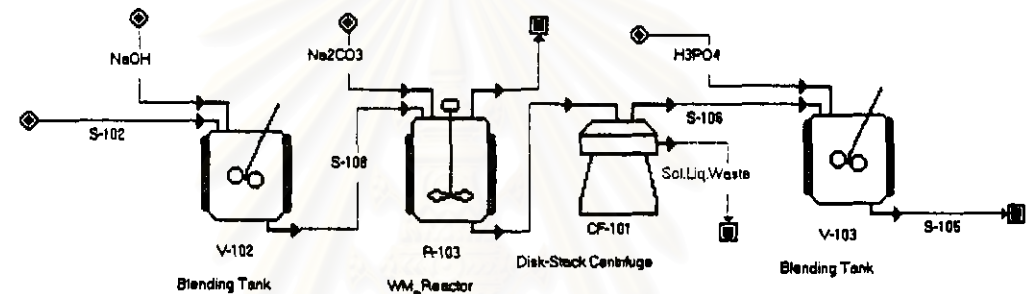 NaOH
Na2CO3
H3PO4
S-102
S-108
S-106
Sol.Liq.Waste
V-102
R-103
CF-101
V-103
S-105
Blending Tank
WM_Reactor
Disk-Stack Centrifuge
Blending Tank